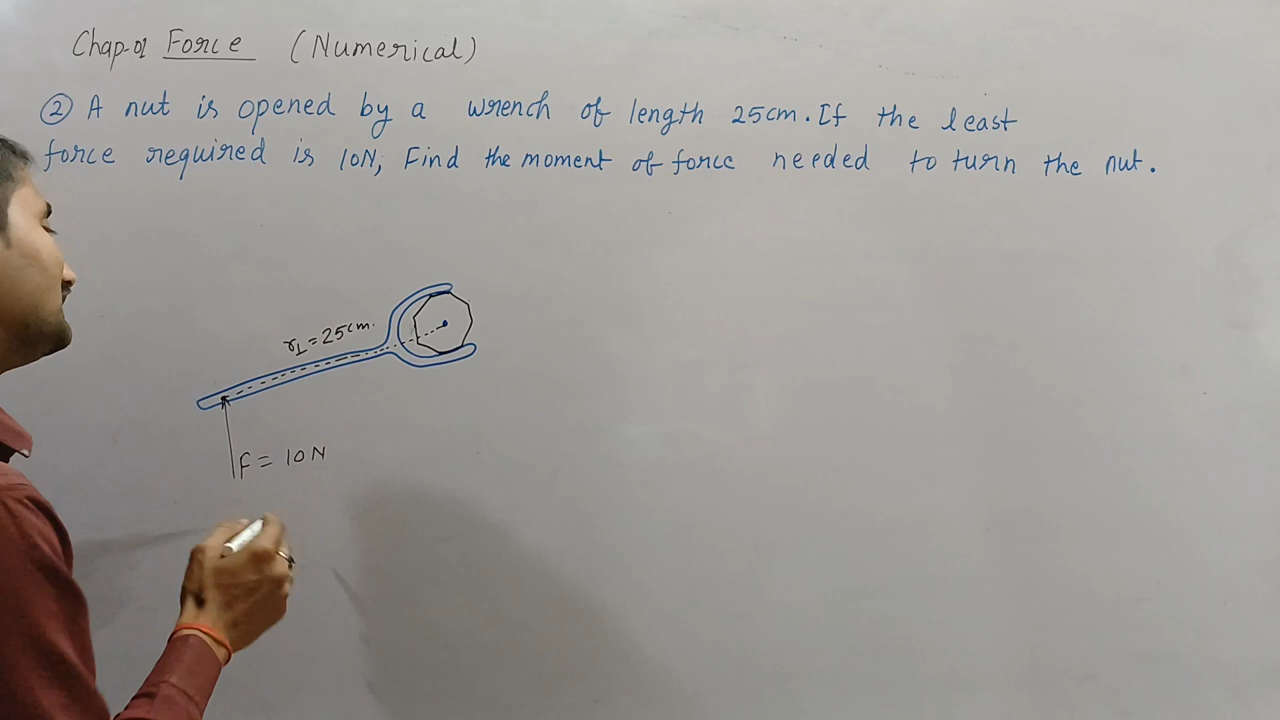 Chap-01 Force (Numerical)
② A nut is opened by a wrench of length 25cm. If the least
force required is 10N, Find the moment of force needed to turn the nut.
r⊥ = 25cm.
F = 10N